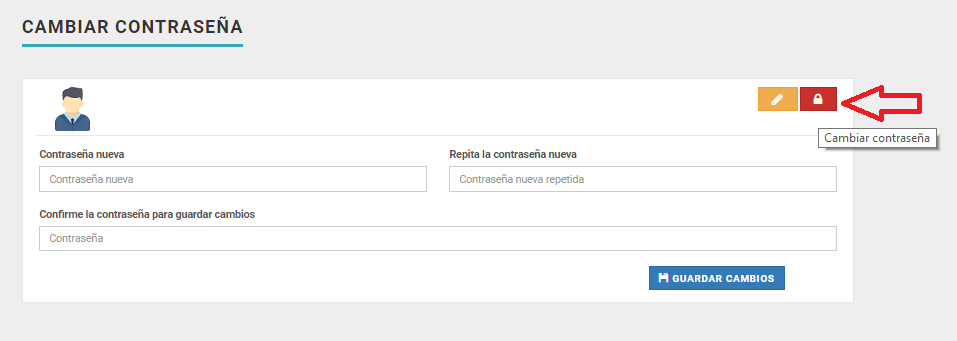 CAMBIAR CONTRASEÑA
Cambiar contraseña
Contraseña nueva
Repita la contraseña nueva
Contraseña nueva
Contraseña nueva repetida
Confirme la contraseña para guardar cambios
Contraseña
GUARDAR CAMBIOS